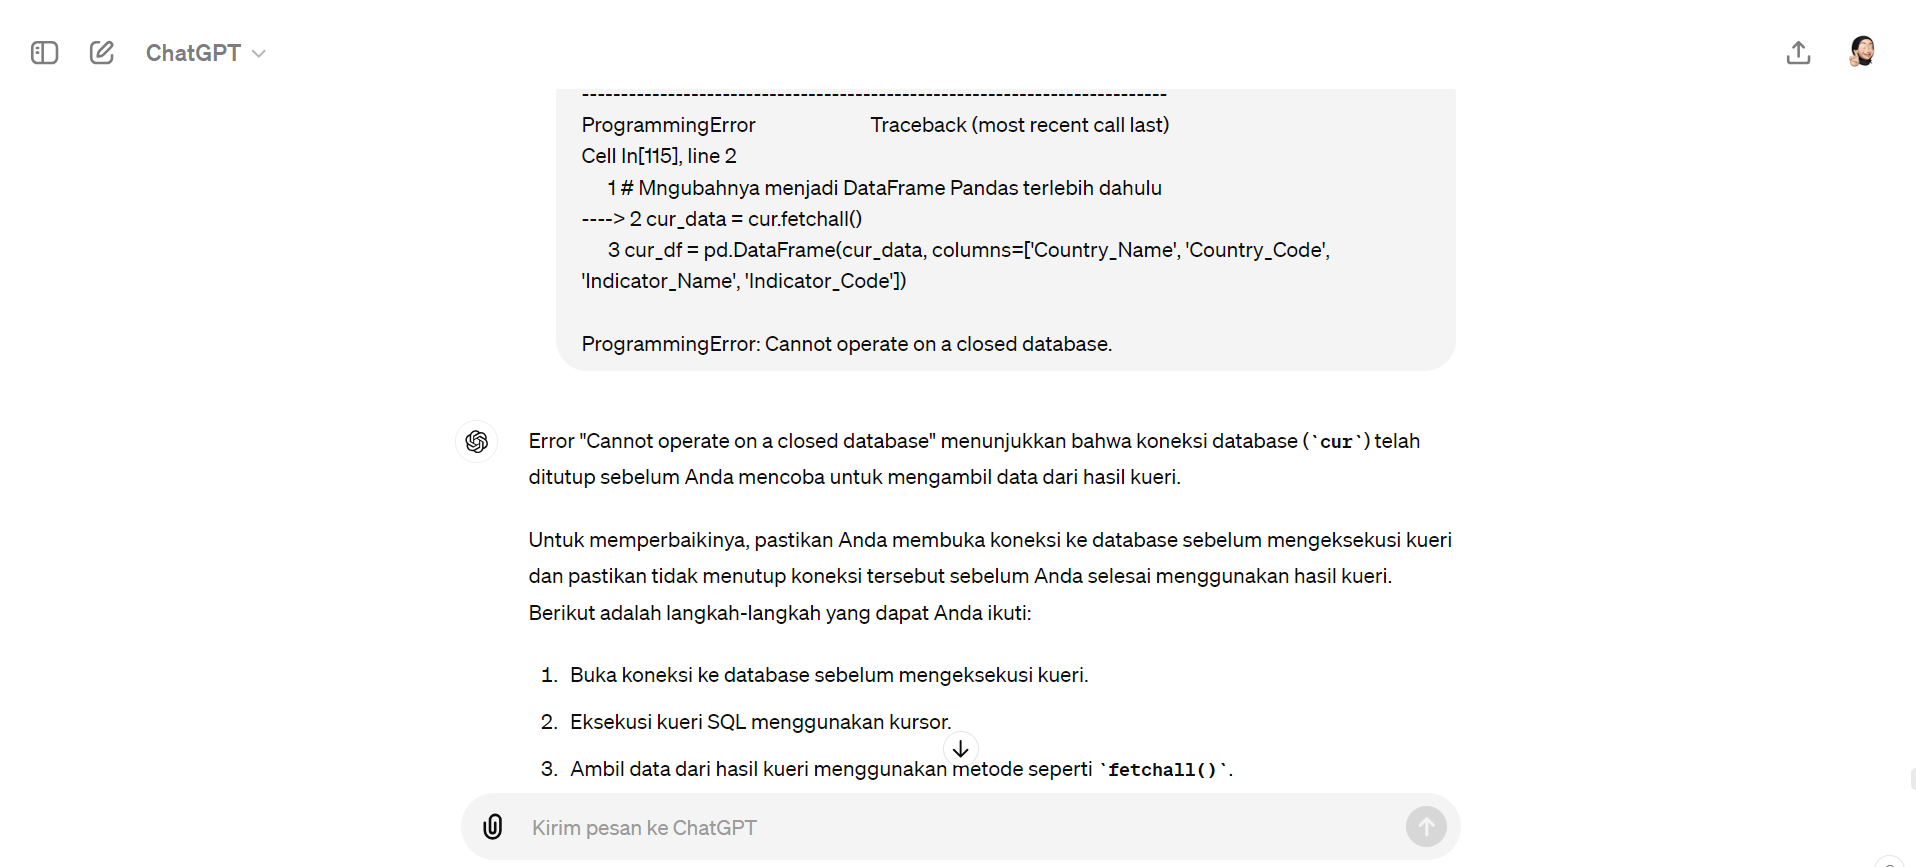 ChatGPT
---------------------------------------------------------------------------
ProgrammingError Traceback (most recent call last)
Cell In[115], line 2
1 # Mngubahnya menjadi DataFrame Pandas terlebih dahulu
----> 2 cur_data = cur.fetchall()
3 cur_df = pd.DataFrame(cur_data, columns=['Country_Name', 'Country_Code',
'Indicator_Name', 'Indicator_Code'])
ProgrammingError: Cannot operate on a closed database.
Error "Cannot operate on a closed database" menunjukkan bahwa koneksi database (`cur`) telah
ditutup sebelum Anda mencoba untuk mengambil data dari hasil kueri.
Untuk memperbaikinya, pastikan Anda membuka koneksi ke database sebelum mengeksekusi kueri
dan pastikan tidak menutup koneksi tersebut sebelum Anda selesai menggunakan hasil kueri.
Berikut adalah langkah-langkah yang dapat Anda ikuti:
1. Buka koneksi ke database sebelum mengeksekusi kueri.
2. Eksekusi kueri SQL menggunakan kursor.
3. Ambil data dari hasil kueri menggunakan metode seperti `fetchall()`.
Kirim pesan ke ChatGPT